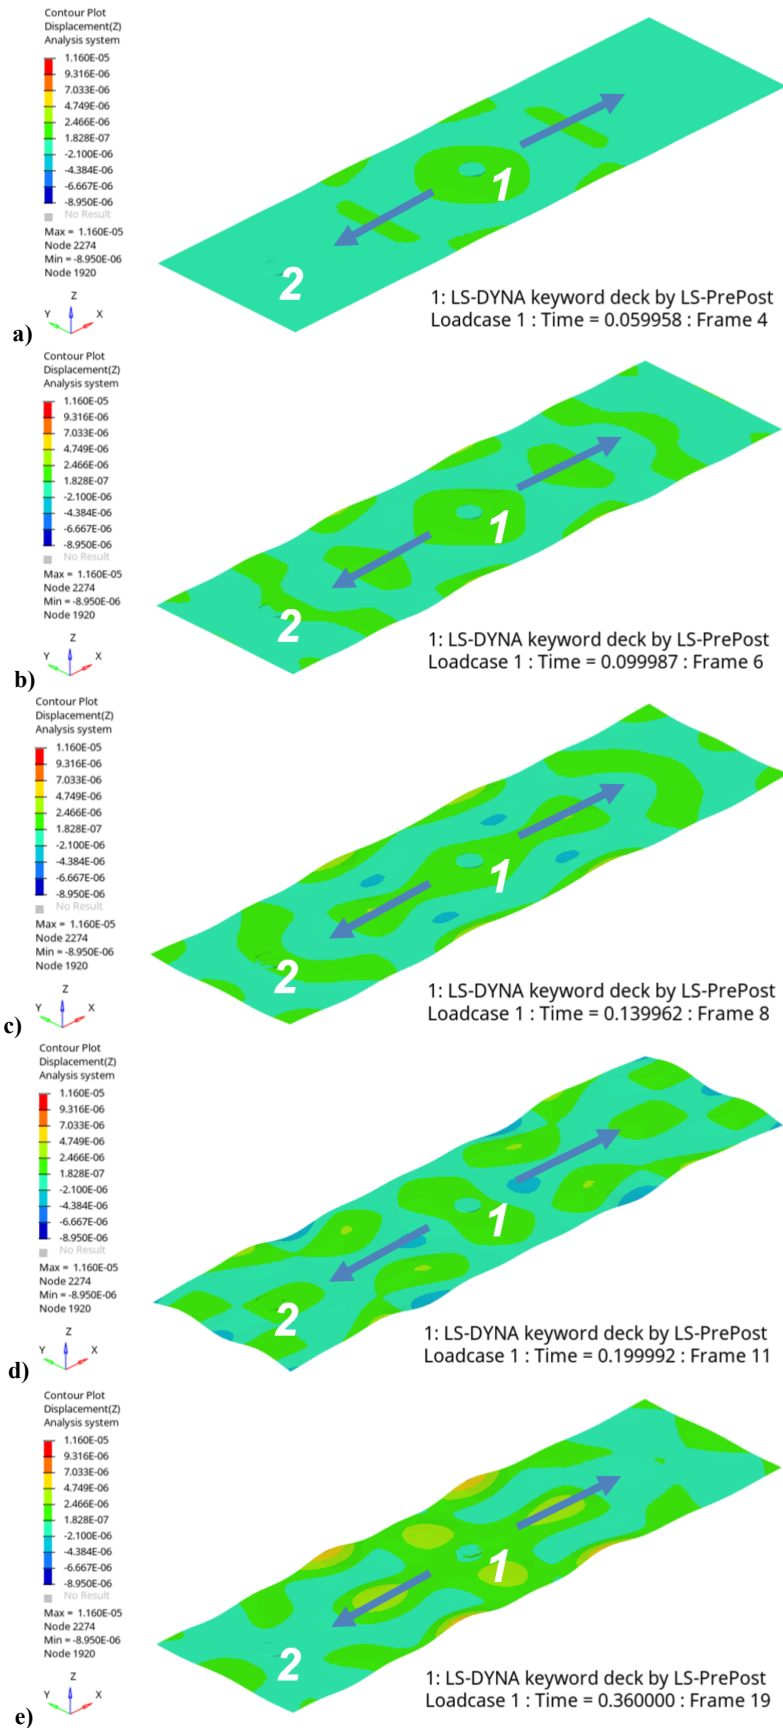 Contour Plot
Displacement(Z)
Analysis system
1.160E-05
9.316E-06
7.033E-06
4.749E-06
2.466E-06
1.828E-07
-2.100E-06
-4.384E-06
-6.667E-06
-8.950E-06
No Result
Max = 1.160E-05
Node 2274
Min = -8.950E-06
Node 1920
Z
Y X
a)
1
2
1: LS-DYNA keyword deck by LS-PrePost
Loadcase 1 : Time = 0.059958 : Frame 4
Contour Plot
Displacement(Z)
Analysis system
1.160E-05
9.316E-06
7.033E-06
4.749E-06
2.466E-06
1.828E-07
-2.100E-06
-4.384E-06
-6.667E-06
-8.950E-06
No Result
Max = 1.160E-05
Node 2274
Min = -8.950E-06
Node 1920
Z
Y X
b)
1
2
1: LS-DYNA keyword deck by LS-PrePost
Loadcase 1 : Time = 0.099987 : Frame 6
Contour Plot
Displacement(Z)
Analysis system
1.160E-05
9.316E-06
7.033E-06
4.749E-06
2.466E-06
1.828E-07
-2.100E-06
-4.384E-06
-6.667E-06
-8.950E-06
No Result
Max = 1.160E-05
Node 2274
Min = -8.950E-06
Node 1920
Z
Y X
c)
1
2
1: LS-DYNA keyword deck by LS-PrePost
Loadcase 1 : Time = 0.139962 : Frame 8
Contour Plot
Displacement(Z)
Analysis system
1.160E-05
9.316E-06
7.033E-06
4.749E-06
2.466E-06
1.828E-07
-2.100E-06
-4.384E-06
-6.667E-06
-8.950E-06
No Result
Max = 1.160E-05
Node 2274
Min = -8.950E-06
Node 1920
Z
Y X
d)
1
2
1: LS-DYNA keyword deck by LS-PrePost
Loadcase 1 : Time = 0.199992 : Frame 11
Contour Plot
Displacement(Z)
Analysis system
1.160E-05
9.316E-06
7.033E-06
4.749E-06
2.466E-06
1.828E-07
-2.100E-06
-4.384E-06
-6.667E-06
-8.950E-06
No Result
Max = 1.160E-05
Node 2274
Min = -8.950E-06
Node 1920
Z
Y X
e)
1
2
1: LS-DYNA keyword deck by LS-PrePost
Loadcase 1 : Time = 0.360000 : Frame 19